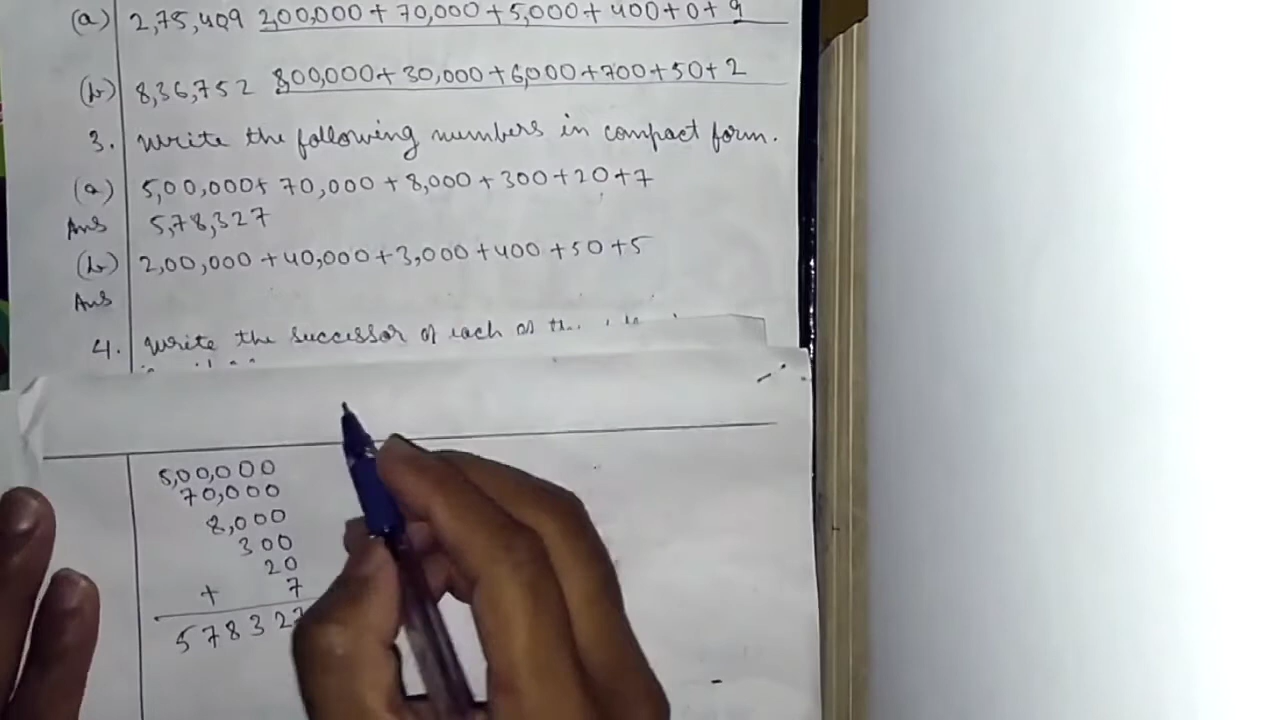 (a) 2,75,409 200,000 + 70,000 + 5,000 + 400 + 0 + 9
(b) 8,36,752 800,000 + 30,000 + 6,000 + 700 + 50 + 2
3. Write the following numbers in compact form.
(a) 5,00,000 + 70,000 + 8,000 + 300 + 20 + 7
Ans 5,78,327
(b) 2,00,000 + 40,000 + 3,000 + 400 + 50 + 5
Ans
4. Write the successor of each of
5,00,000
70,000
8,000
300
20
+ 7
578327